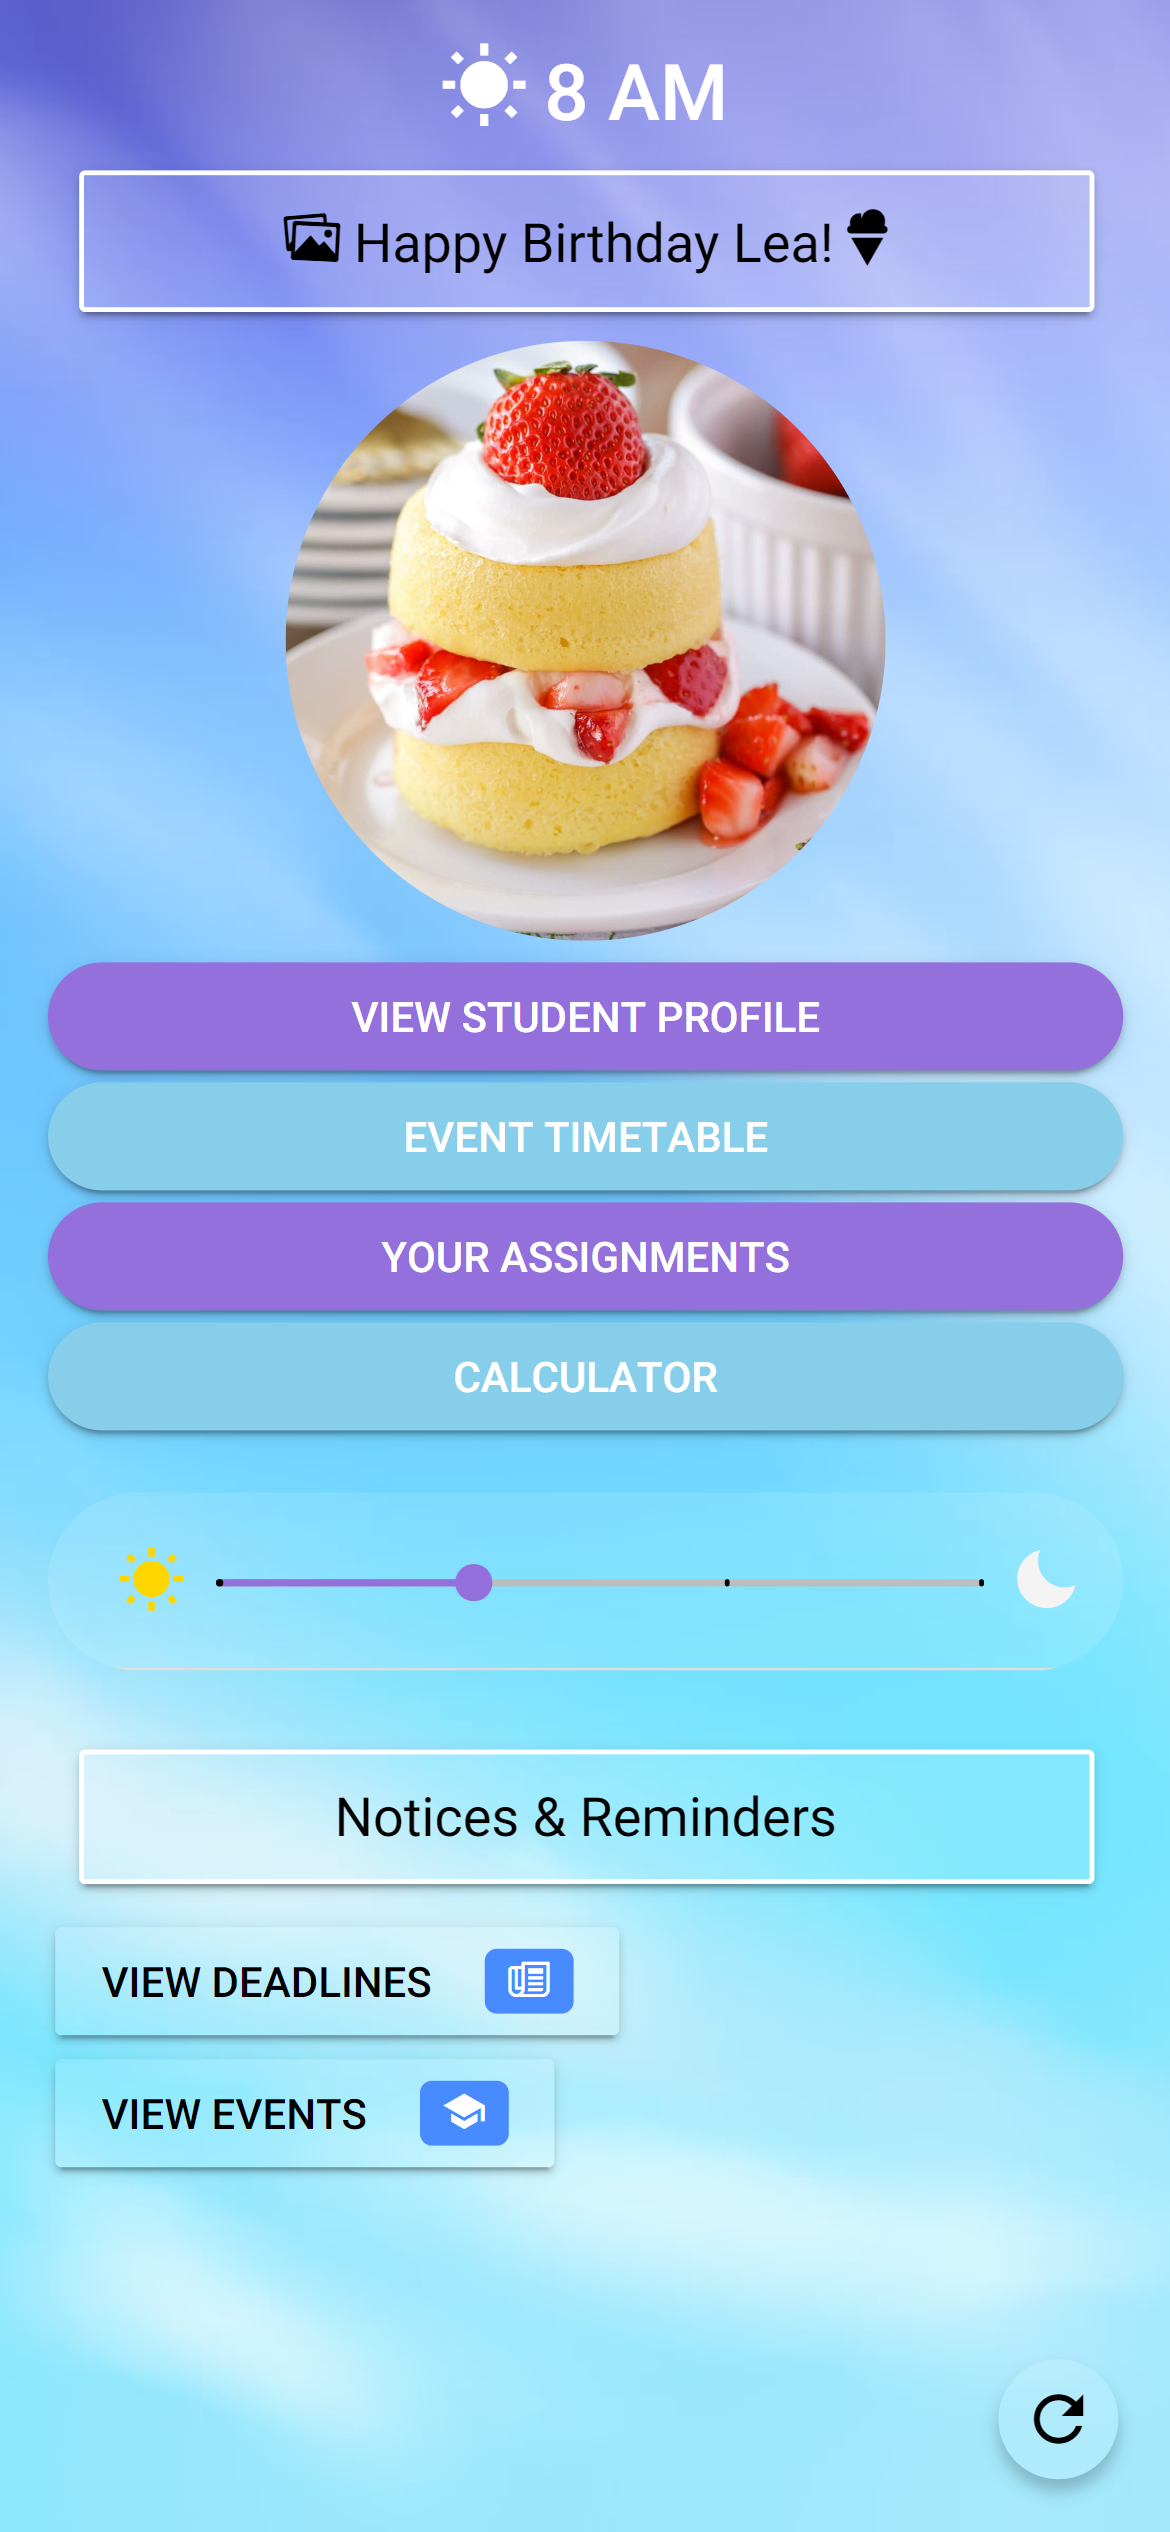 8 AM
Happy Birthday Lea!
VIEW STUDENT PROFILE
EVENT TIMETABLE
YOUR ASSIGNMENTS
CALCULATOR
Notices & Reminders
VIEW DEADLINES
VIEW EVENTS